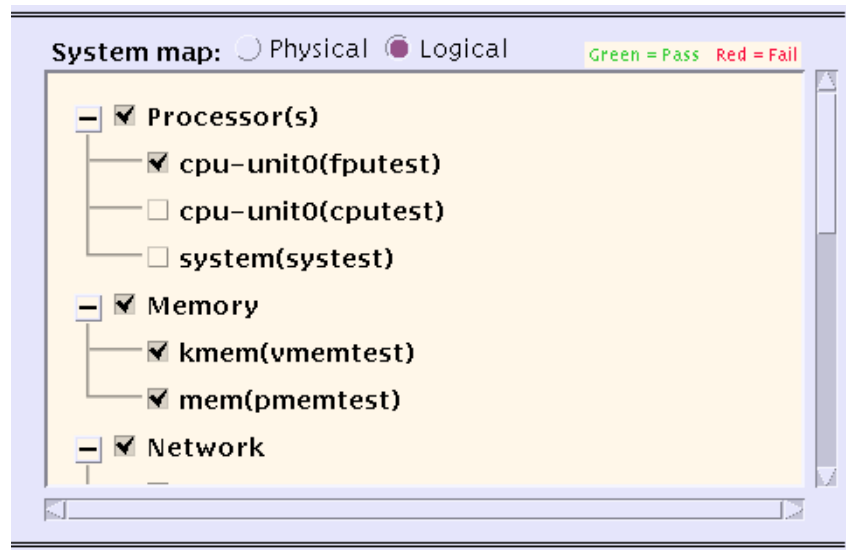 System map: Physical Logical Green = Pass Red = Fail
Processor(s)
cpu-unit0(fputest)
cpu-unit0(cputest)
system(systest)
Memory
kmem(vmemtest)
mem(pmemtest)
Network